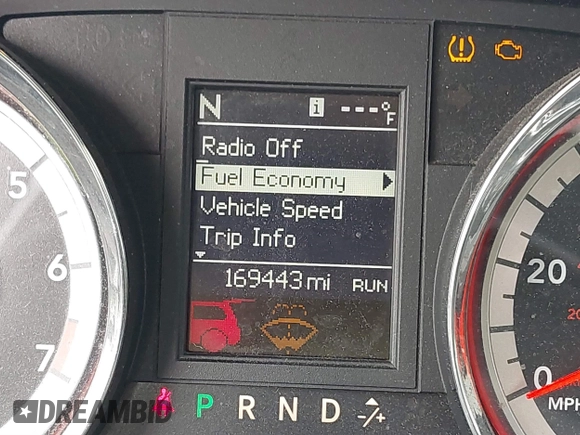 N i ---°F
Radio Off
Fuel Economy
Vehicle Speed
Trip Info
169443 mi RUN
5
6
7
20
0
MPH
P R N D -/+
DREAMBID